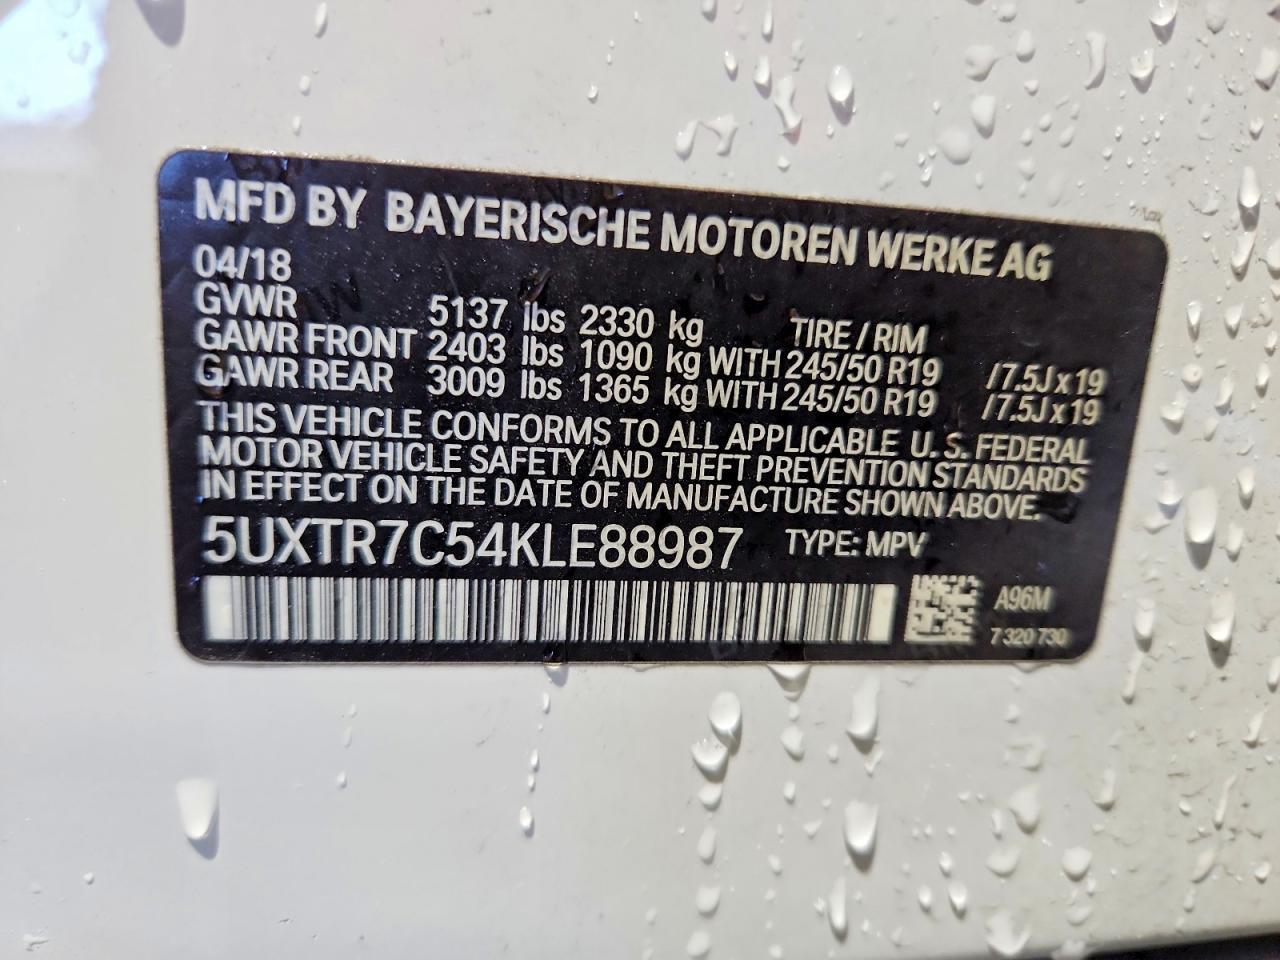 MFD BY BAYERISCHE MOTOREN WERKE AG
04/18
GVWR 5137 lbs 2330 kg TIRE / RIM
GAWR FRONT 2403 lbs 1090 kg WITH 245/50 R19 / 7.5J x 19
GAWR REAR 3009 lbs 1365 kg WITH 245/50 R19 / 7.5J x 19
THIS VEHICLE CONFORMS TO ALL APPLICABLE U.S. FEDERAL
MOTOR VEHICLE SAFETY AND THEFT PREVENTION STANDARDS
IN EFFECT ON THE DATE OF MANUFACTURE SHOWN ABOVE.
5UXTR7C54KLE88987 TYPE: MPV
A96M
7 320 730